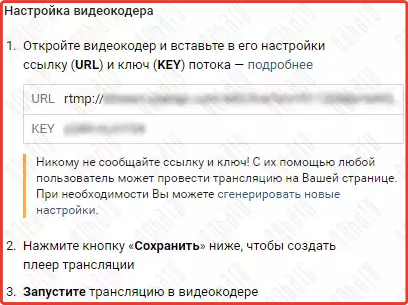 Настройка видеокодера
1. Откройте видеокодер и вставьте в его настройки
ссылку (URL) и ключ (KEY) потока — подробнее
URL rtmp://
KEY
Никому не сообщайте ссылку и ключ! С их помощью любой
пользователь может провести трансляцию на Вашей странице.
При необходимости Вы можете сгенерировать новые
настройки.
2. Нажмите кнопку «Сохранить» ниже, чтобы создать
плеер трансляции
3. Запустите трансляцию в видеокодере